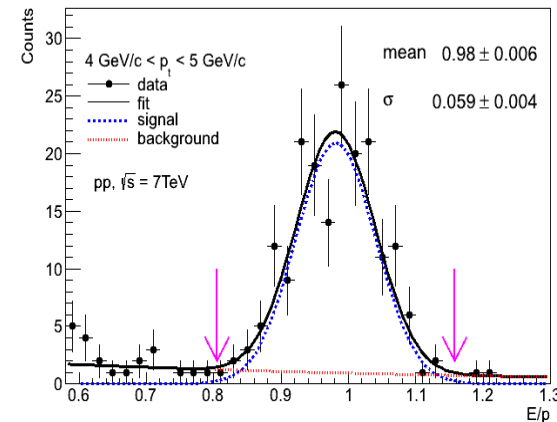 Counts
30
25
20
15
10
5
0
4 GeV/c < p_t < 5 GeV/c
data
fit
signal
background
pp, √s = 7TeV
mean 0.98 ± 0.006
σ 0.059 ± 0.004
0.6 0.7 0.8 0.9 1 1.1 1.2 1.3
E/p